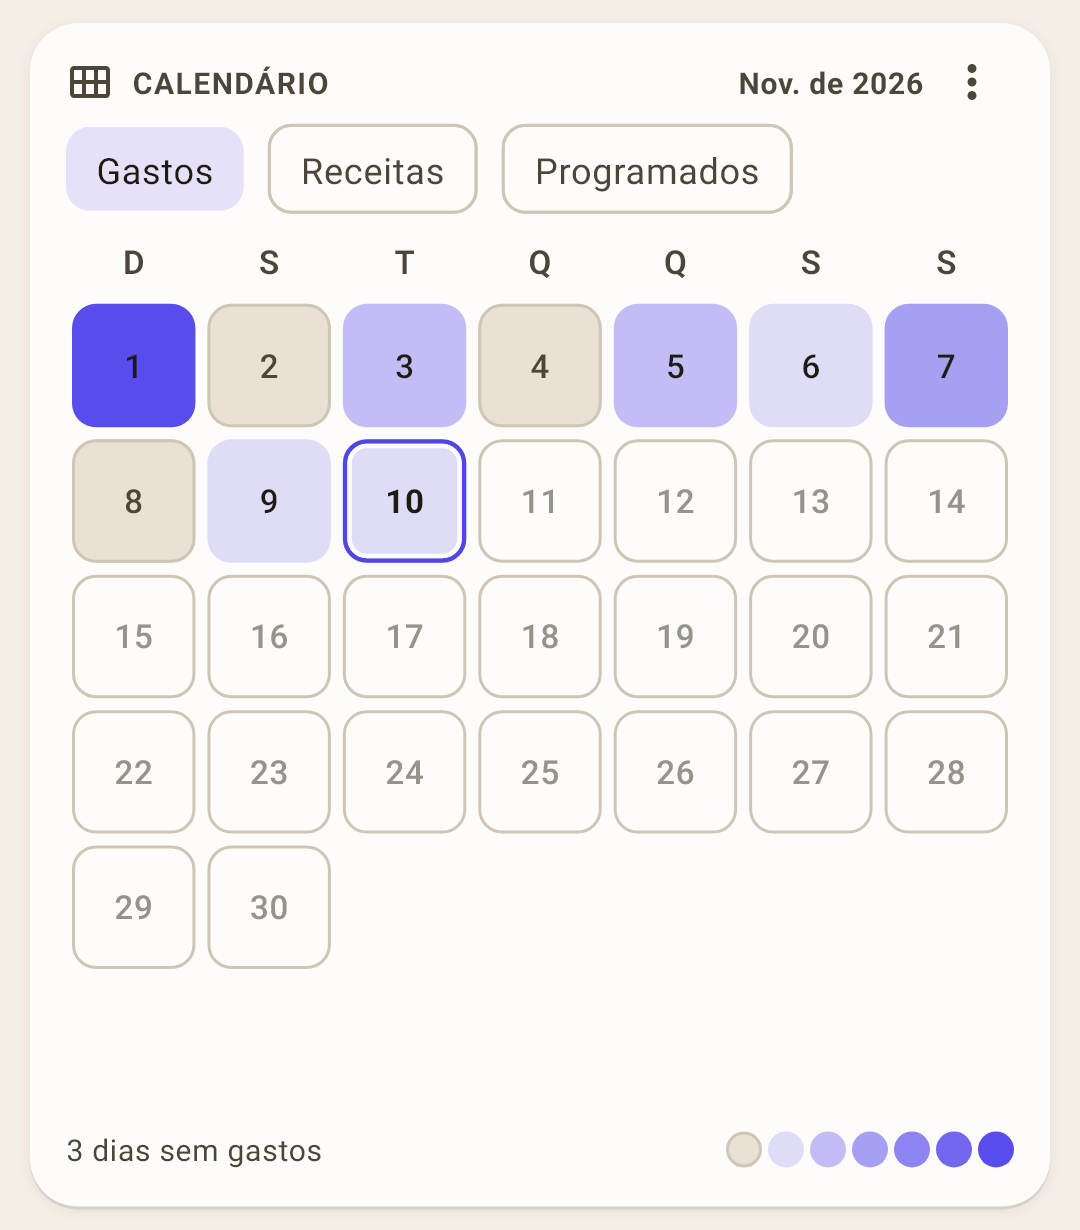 CALENDÁRIO Nov. de 2026
Gastos Receitas Programados
D S T Q Q S S
1 2 3 4 5 6 7
8 9 10 11 12 13 14
15 16 17 18 19 20 21
22 23 24 25 26 27 28
29 30
3 dias sem gastos